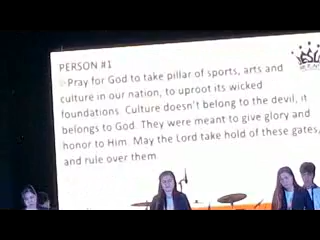 PERSON #1
Pray for God to take pillar of sports, arts and
culture in our nation, to uproot its wicked
foundations. Culture doesn't belong to the devil, it
belongs to God. They were meant to give glory and
honor to Him. May the Lord take hold of these gates,
and rule over them